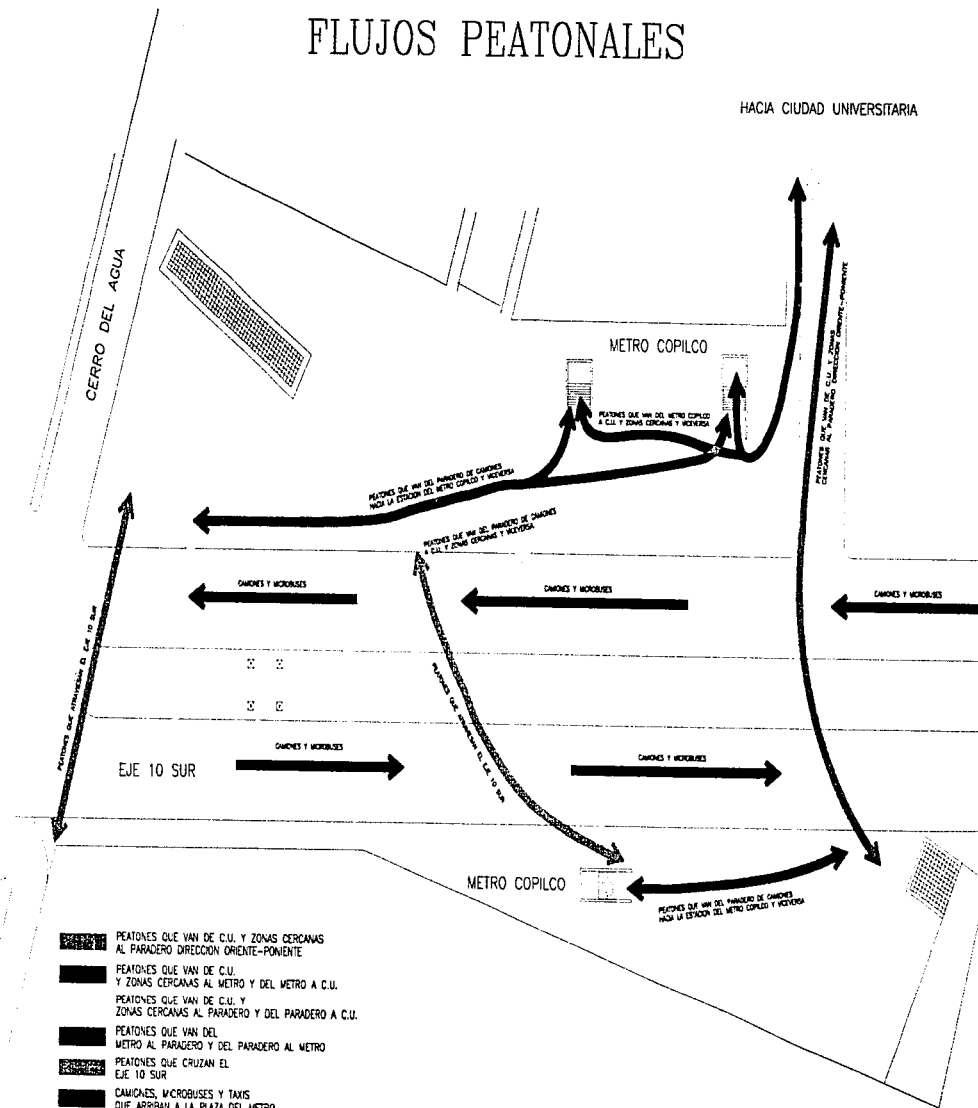 FLUJOS PEATONALES
HACIA CIUDAD UNIVERSITARIA
CERRO DEL AGUA
METRO COPILCO
PEATONES QUE VAN DEL METRO COPILCO
A C.U. Y ZONAS CERCANAS Y VICEVERSA
PEATONES QUE VAN DE C.U. Y ZONAS
CERCANAS AL PARADERO DIRECCION ORIENTE-PONIENTE
PEATONES QUE VAN DEL PARADERO DE CAMIONES
HACIA LA ESTACION DEL METRO COPILCO Y VICEVERSA
PEATONES QUE VAN DEL PARADERO DE CAMIONES
A C.U. Y ZONAS CERCANAS Y VICEVERSA
CAMIONES Y MICROBUSES
CAMIONES Y MICROBUSES
CAMIONES Y MICROBUSES
PEATONES QUE ATRAVIESAN EL EJE 10 SUR
PEATONES QUE ATRAVIESAN EL EJE 10 SUR
CAMIONES Y MICROBUSES
CAMIONES Y MICROBUSES
EJE 10 SUR
METRO COPILCO
PEATONES QUE VAN DEL PARADERO DE CAMIONES
HACIA LA ESTACION DEL METRO COPILCO Y VICEVERSA
PEATONES QUE VAN DE C.U. Y ZONAS CERCANAS
AL PARADERO DIRECCION ORIENTE-PONIENTE
PEATONES QUE VAN DE C.U.
Y ZONAS CERCANAS AL METRO Y DEL METRO A C.U.
PEATONES QUE VAN DE C.U. Y
ZONAS CERCANAS AL PARADERO Y DEL PARADERO A C.U.
PEATONES QUE VAN DEL
METRO AL PARADERO Y DEL PARADERO AL METRO
PEATONES QUE CRUZAN EL
EJE 10 SUR
CAMIONES, MICROBUSES Y TAXIS
QUE ARRIBAN A LA PLAZA DEL METRO